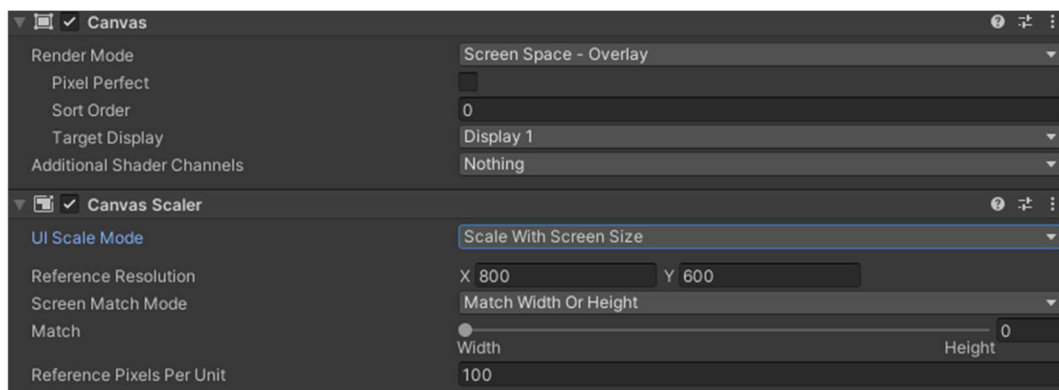 Canvas
Render Mode Screen Space - Overlay
Pixel Perfect
Sort Order 0
Target Display Display 1
Additional Shader Channels Nothing
Canvas Scaler
UI Scale Mode Scale With Screen Size
Reference Resolution X 800 Y 600
Screen Match Mode Match Width Or Height
Match 0
Width Height
Reference Pixels Per Unit 100